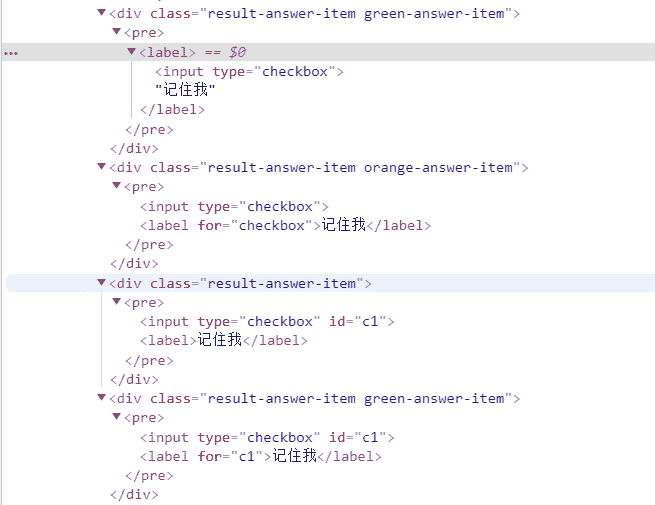 <div class="result-answer-item green-answer-item">
<pre>
<label> == $0
<input type="checkbox">
"记住我"
</label>
</pre>
</div>
<div class="result-answer-item orange-answer-item">
<pre>
<input type="checkbox">
<label for="checkbox">记住我</label>
</pre>
</div>
<div class="result-answer-item">
<pre>
<input type="checkbox" id="c1">
<label>记住我</label>
</pre>
</div>
<div class="result-answer-item green-answer-item">
<pre>
<input type="checkbox" id="c1">
<label for="c1">记住我</label>
</pre>
</div>